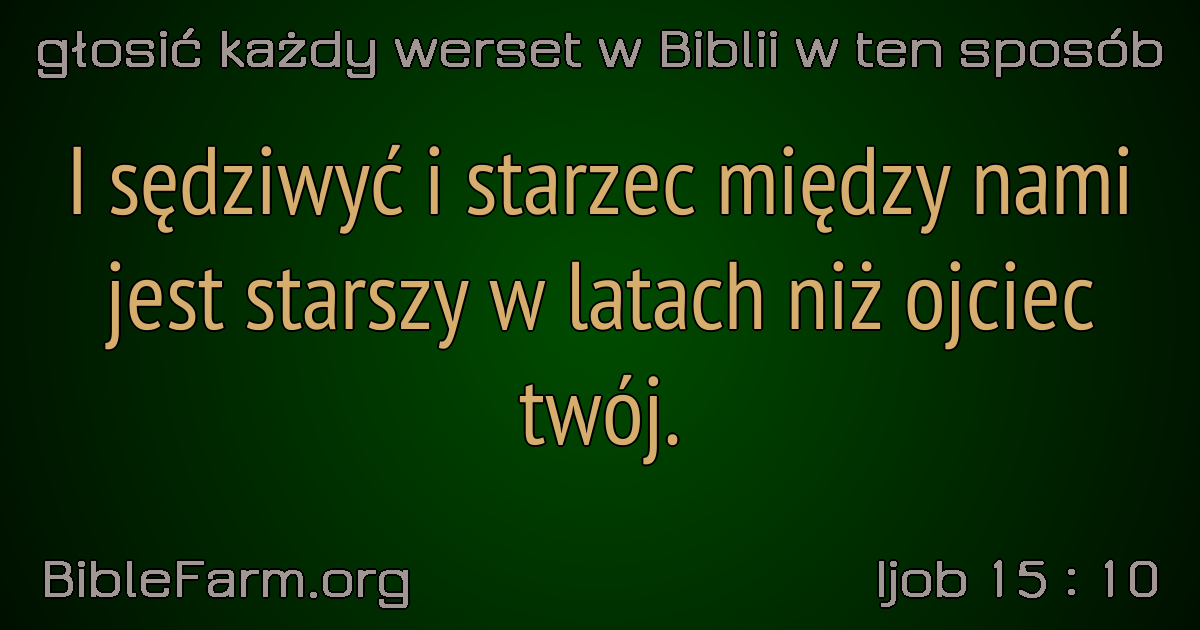 głosić każdy werset w Biblii w ten sposób
I sędziwyć i starzec między nami
jest starszy w latach niż ojciec
twój.
BibleFarm.org
Ijob 15 : 10